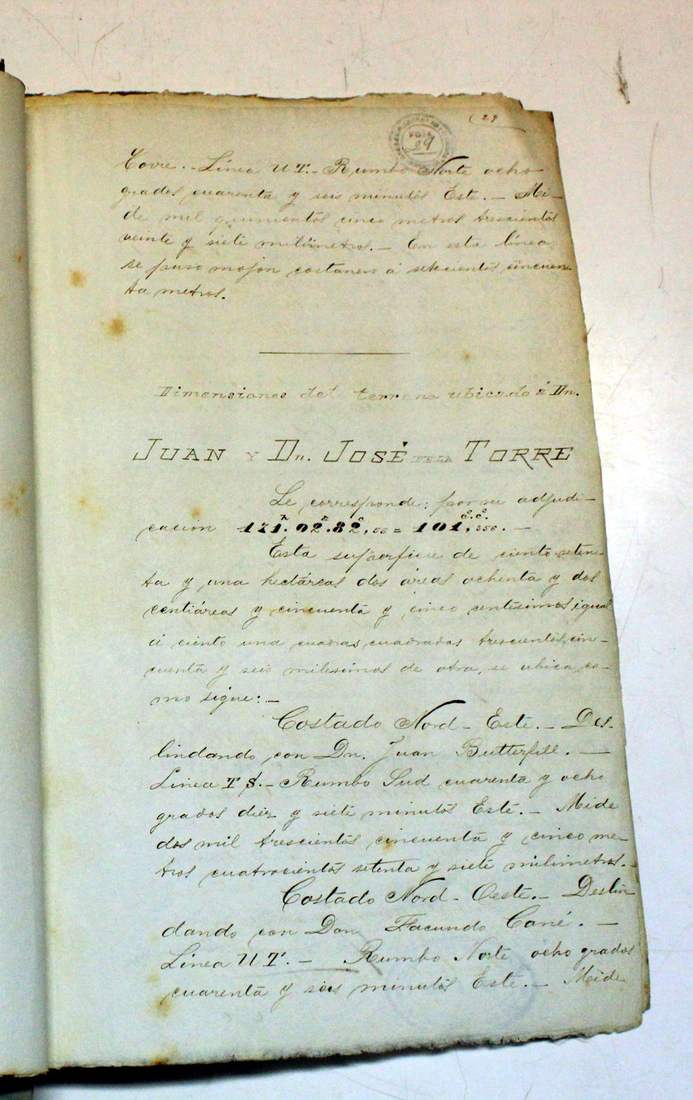 29
FOLIO
29
Torre. - Línea U T. - Rumbo Norte ocho
grados cuarenta y seis minutos Este. - Mi-
de mil quinientos cinco metros trescientos
veinte y siete milímetros. - En esta línea
se puso mojon costanero á setecientos cincuen-
ta metros.
Dimensiones del terreno ubicado á Dn.
JUAN Y Dn. JOSÉ DE LA TORRE
Le corresponde: por su adjudi-
cación 171.02.82,55 = 101,356. -
Esta superficie de ciento seten-
ta y una hectáreas dos áreas ochenta y dos
centiáreas y cincuenta y cinco centésimos, igual
á ciento una cuadras cuadradas trescientos cin-
cuenta y seis milésimos de otra, se ubica co-
mo sigue: -
Costado Nord-Este. - Des-
lindando con Dn. Juan Butterfill. -
Línea T S. - Rumbo Sud cuarenta y ocho
grados diez y siete minutos Este. - Mide
dos mil trescientos cincuenta y cinco me-
tros cuatrocientos setenta y siete milímetros. -
Costado Nord-Oeste. - Deslin-
dando con Don Facundo Cané. -
Línea U T. - Rumbo Norte ocho grados
cuarenta y seis minutos Este. - Mide